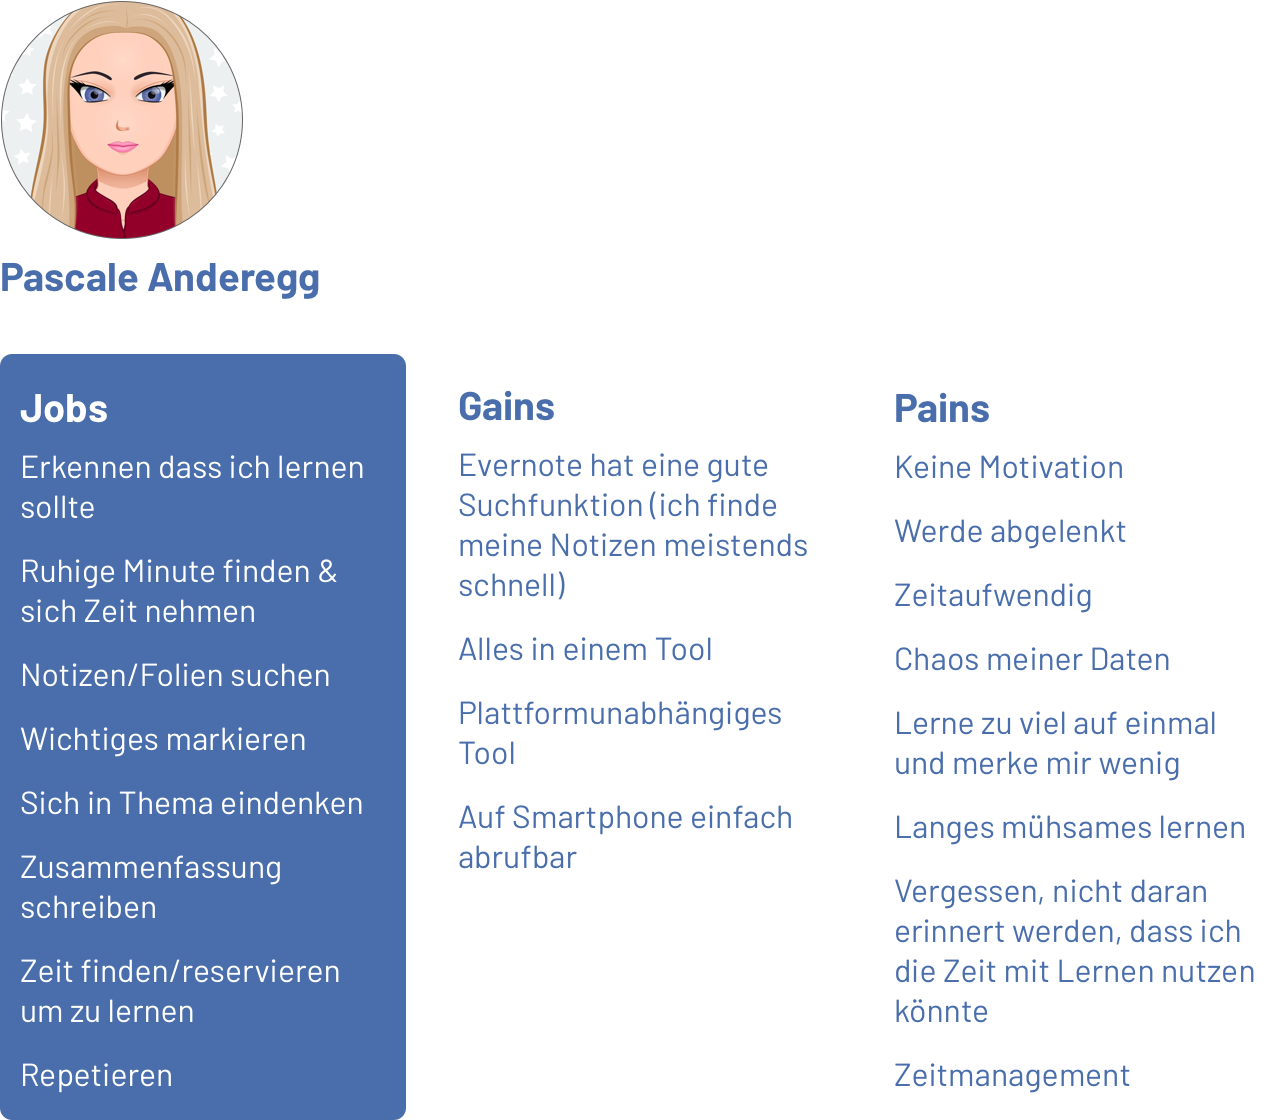 Pascale Anderegg
Jobs
Erkennen dass ich lernen
sollte
Ruhige Minute finden &
sich Zeit nehmen
Notizen/Folien suchen
Wichtiges markieren
Sich in Thema eindenken
Zusammenfassung
schreiben
Zeit finden/reservieren
um zu lernen
Repetieren
Gains
Evernote hat eine gute
Suchfunktion (ich finde
meine Notizen meistends
schnell)
Alles in einem Tool
Plattformunabhängiges
Tool
Auf Smartphone einfach
abrufbar
Pains
Keine Motivation
Werde abgelenkt
Zeitaufwendig
Chaos meiner Daten
Lerne zu viel auf einmal
und merke mir wenig
Langes mühsames lernen
Vergessen, nicht daran
erinnert werden, dass ich
die Zeit mit Lernen nutzen
könnte
Zeitmanagement